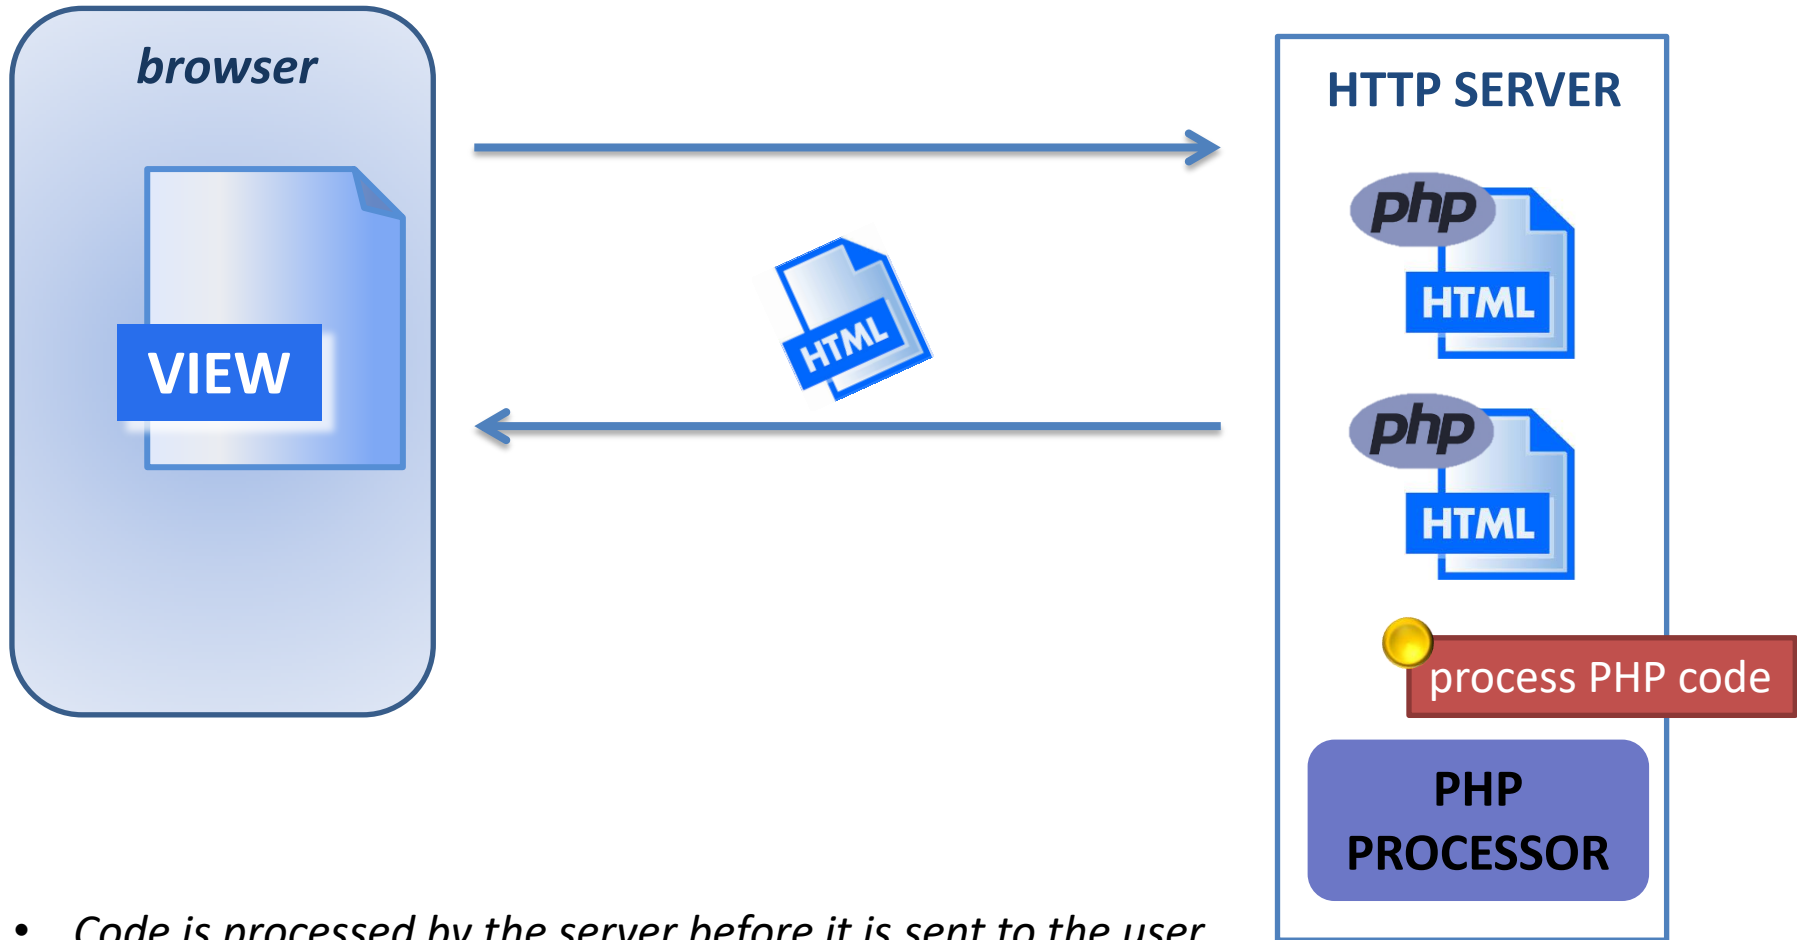 browser
VIEW
HTML
HTTP SERVER
php
HTML
php
HTML
process PHP code
PHP
PROCESSOR
• Code is processed by the server before it is sent to the user